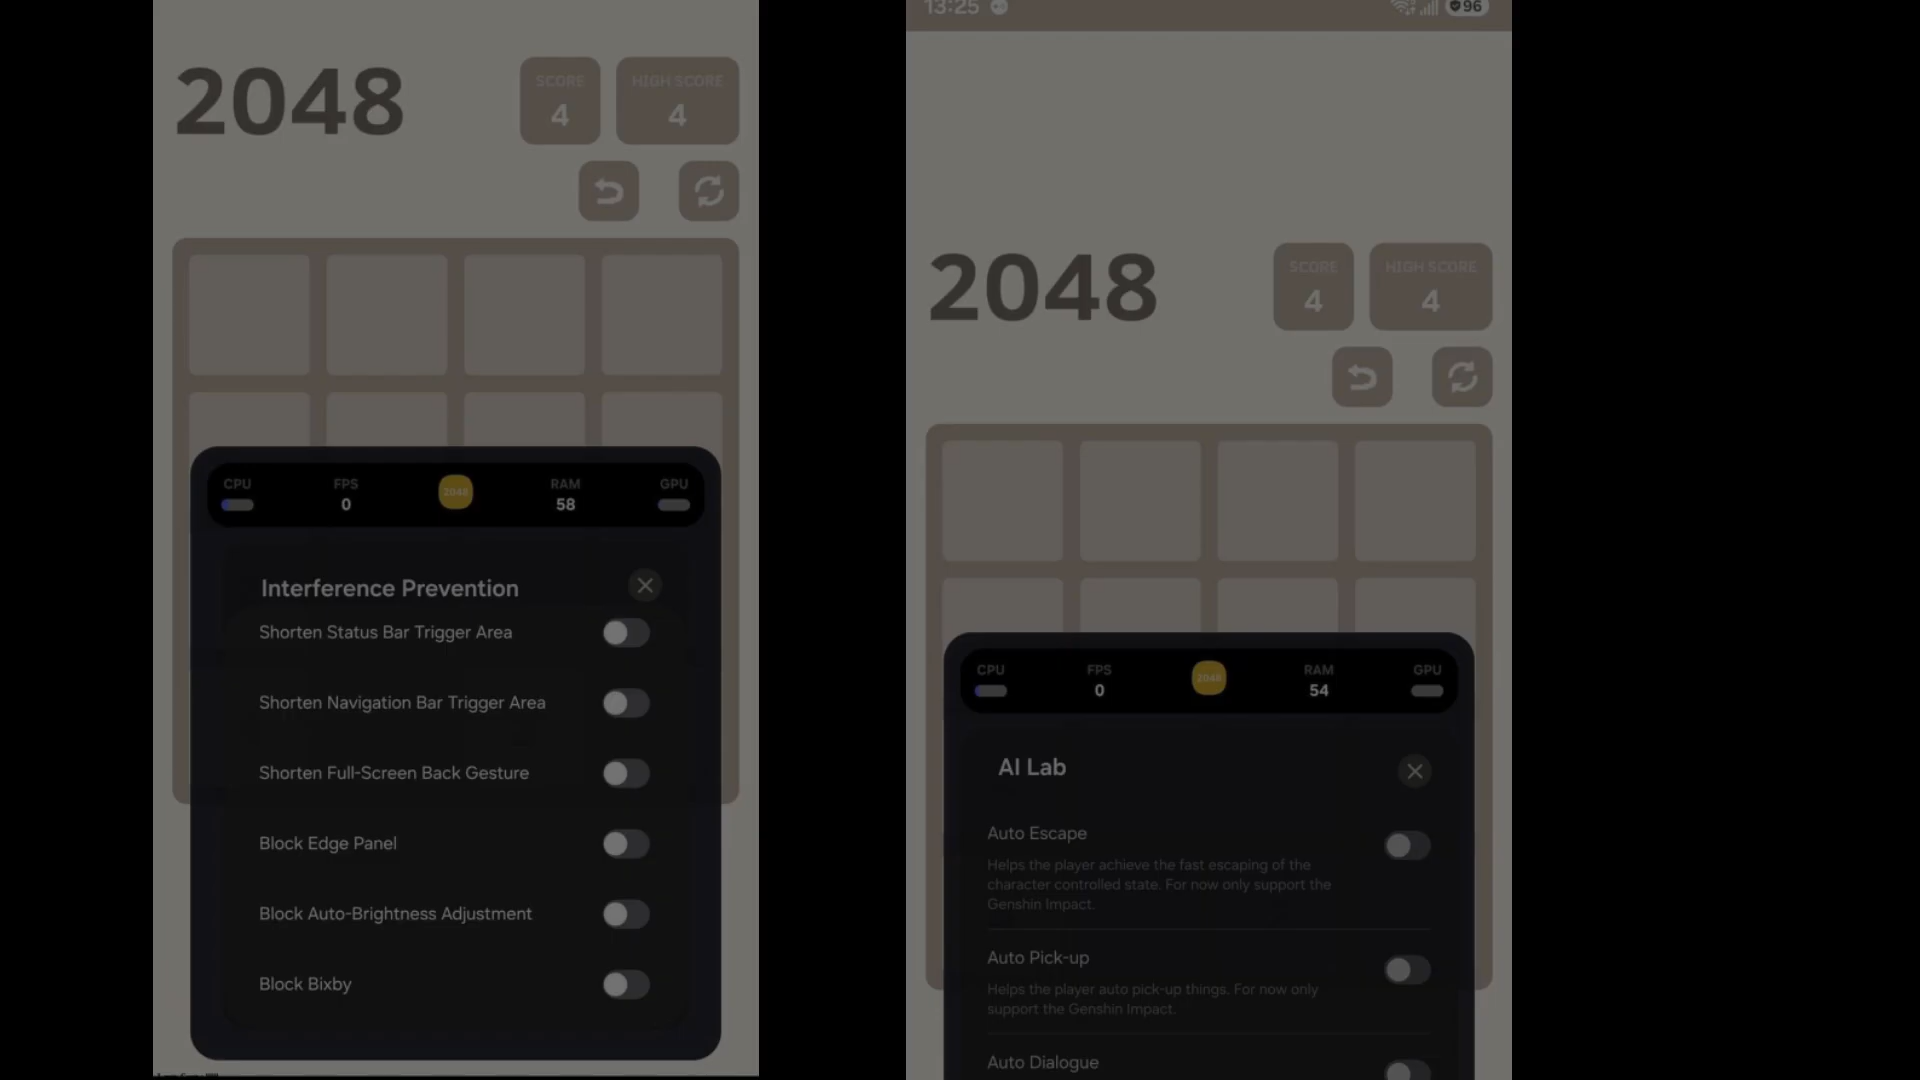 2048
SCORE
4
HIGH SCORE
4
CPU
FPS
0
2048
RAM
58
GPU
Interference Prevention
Shorten Status Bar Trigger Area
Shorten Navigation Bar Trigger Area
Shorten Full-Screen Back Gesture
Block Edge Panel
Block Auto-Brightness Adjustment
Block Bixby
13:25
96
2048
SCORE
4
HIGH SCORE
4
CPU
FPS
0
2048
RAM
54
GPU
AI Lab
Auto Escape
Helps the player achieve the fast escaping of the
character controlled state. For now only support the
Genshin Impact.
Auto Pick-up
Helps the player auto pick-up things. For now only
support the Genshin Impact.
Auto Dialogue